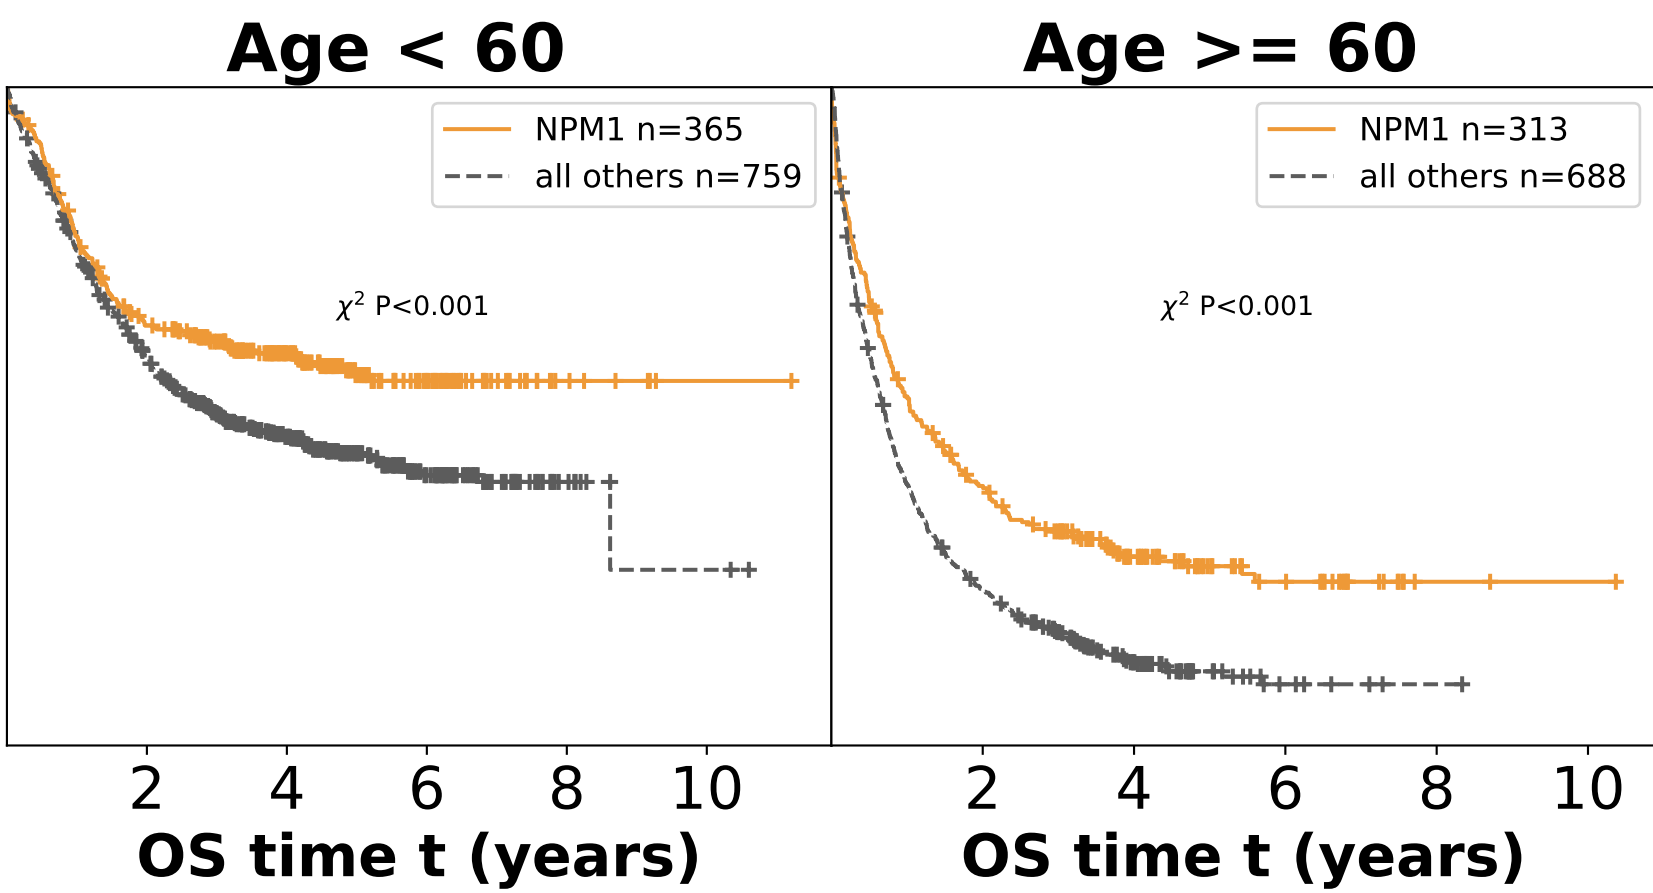 Age < 60
NPM1 n=365
all others n=759
χ² P<0.001
2 4 6 8 10
OS time t (years)
Age >= 60
NPM1 n=313
all others n=688
χ² P<0.001
2 4 6 8 10
OS time t (years)